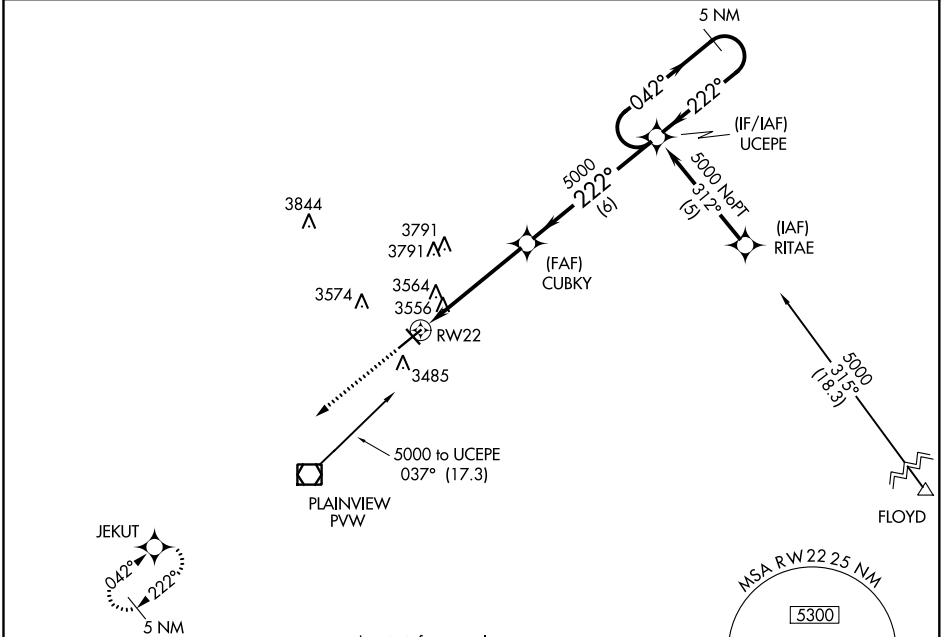 5 NM
042°
222°
(IF/IAF)
UCEPE
5000
222°
(6)
5000 NoPT
312°
(5)
(IAF)
RITAE
3844
3791
3791
(FAF)
CUBKY
3574
3564
3556
RW22
3485
5000
315°
(18.3)
5000 to UCEPE
037° (17.3)
PLAINVIEW
PVW
FLOYD
JEKUT
042°
222°
5 NM
MSA RW 22 25 NM
5300